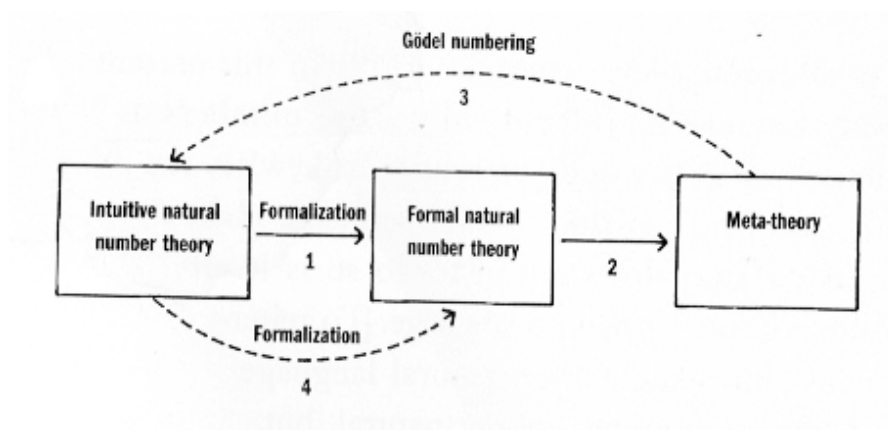 Gödel numbering
3
Intuitive natural
number theory
Formalization
1
Formal natural
number theory
2
Meta-theory
Formalization
4